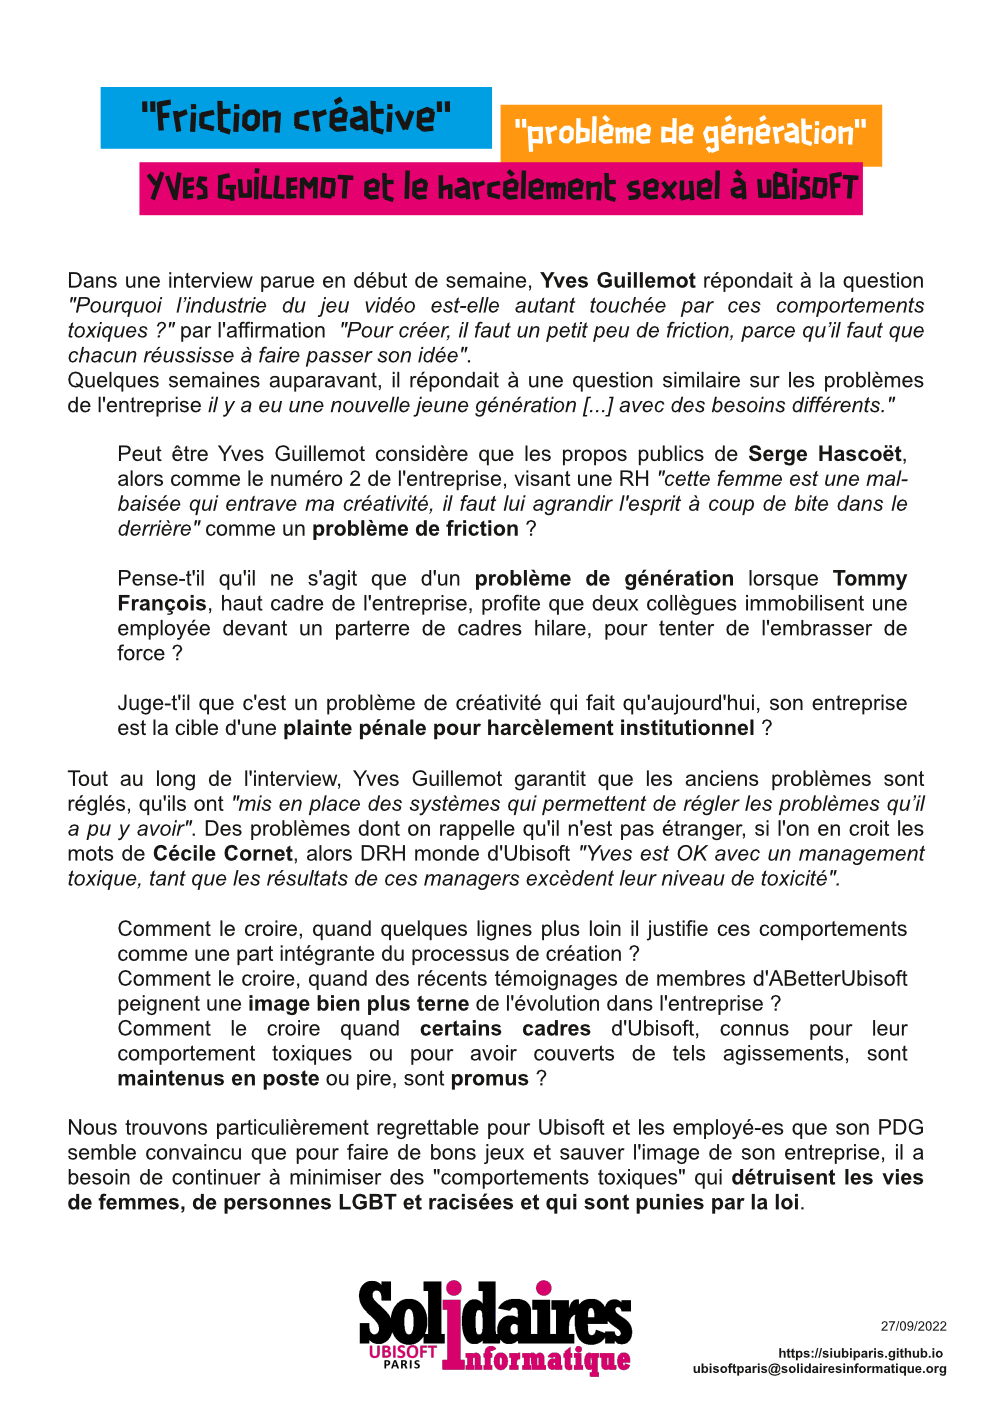 "Friction créative"
"problème de génération"
YVES GUILLEMOT et le harcèlement sexuel à UBISOFT
Dans une interview parue en début de semaine, Yves Guillemot répondait à la question
"Pourquoi l’industrie du jeu vidéo est-elle autant touchée par ces comportements
toxiques ?" par l'affirmation "Pour créer, il faut un petit peu de friction, parce qu’il faut que
chacun réussisse à faire passer son idée".
Quelques semaines auparavant, il répondait à une question similaire sur les problèmes
de l'entreprise il y a eu une nouvelle jeune génération [...] avec des besoins différents."
Peut être Yves Guillemot considère que les propos publics de Serge Hascoët,
alors comme le numéro 2 de l'entreprise, visant une RH "cette femme est une mal-
baisée qui entrave ma créativité, il faut lui agrandir l'esprit à coup de bite dans le
derrière" comme un problème de friction ?
Pense-t'il qu'il ne s'agit que d'un problème de génération lorsque Tommy
François, haut cadre de l'entreprise, profite que deux collègues immobilisent une
employée devant un parterre de cadres hilare, pour tenter de l'embrasser de
force ?
Juge-t'il que c'est un problème de créativité qui fait qu'aujourd'hui, son entreprise
est la cible d'une plainte pénale pour harcèlement institutionnel ?
Tout au long de l'interview, Yves Guillemot garantit que les anciens problèmes sont
réglés, qu'ils ont "mis en place des systèmes qui permettent de régler les problèmes qu’il
a pu y avoir". Des problèmes dont on rappelle qu'il n'est pas étranger, si l'on en croit les
mots de Cécile Cornet, alors DRH monde d'Ubisoft "Yves est OK avec un management
toxique, tant que les résultats de ces managers excèdent leur niveau de toxicité".
Comment le croire, quand quelques lignes plus loin il justifie ces comportements
comme une part intégrante du processus de création ?
Comment le croire, quand des récents témoignages de membres d'ABetterUbisoft
peignent une image bien plus terne de l'évolution dans l'entreprise ?
Comment le croire quand certains cadres d'Ubisoft, connus pour leur
comportement toxiques ou pour avoir couverts de tels agissements, sont
maintenus en poste ou pire, sont promus ?
Nous trouvons particulièrement regrettable pour Ubisoft et les employé-es que son PDG
semble convaincu que pour faire de bons jeux et sauver l'image de son entreprise, il a
besoin de continuer à minimiser des "comportements toxiques" qui détruisent les vies
de femmes, de personnes LGBT et racisées et qui sont punies par la loi.
Solidaires
Informatique
UBISOFT
PARIS
27/09/2022
https://siubiparis.github.io
ubisoftparis@solidairesinformatique.org